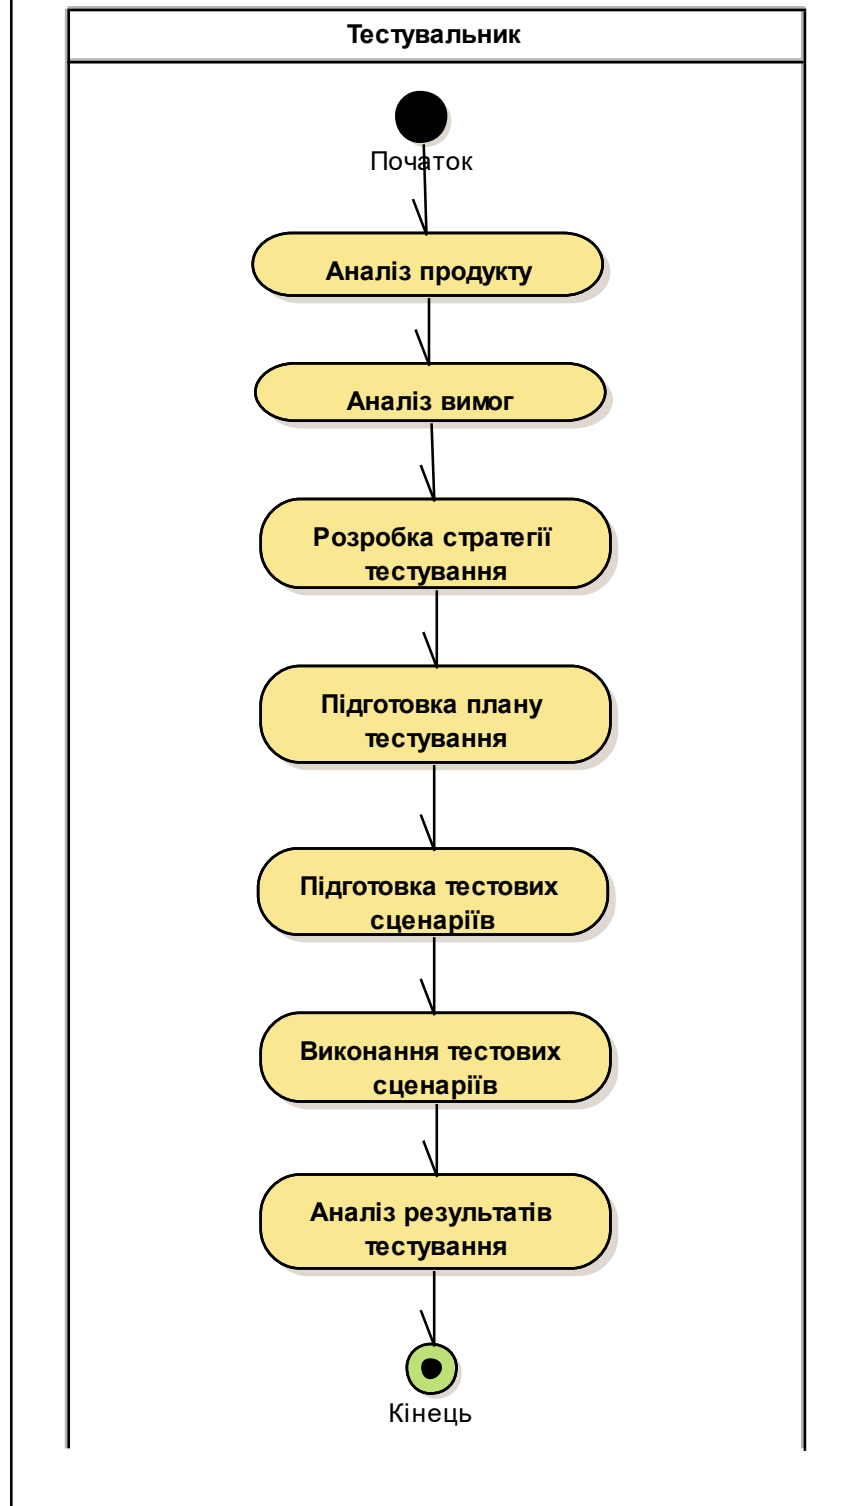 Тестувальник
Початок
Аналіз продукту
Аналіз вимог
Розробка стратегії
тестування
Підготовка плану
тестування
Підготовка тестових
сценаріїв
Виконання тестових
сценаріїв
Аналіз результатів
тестування
Кінець